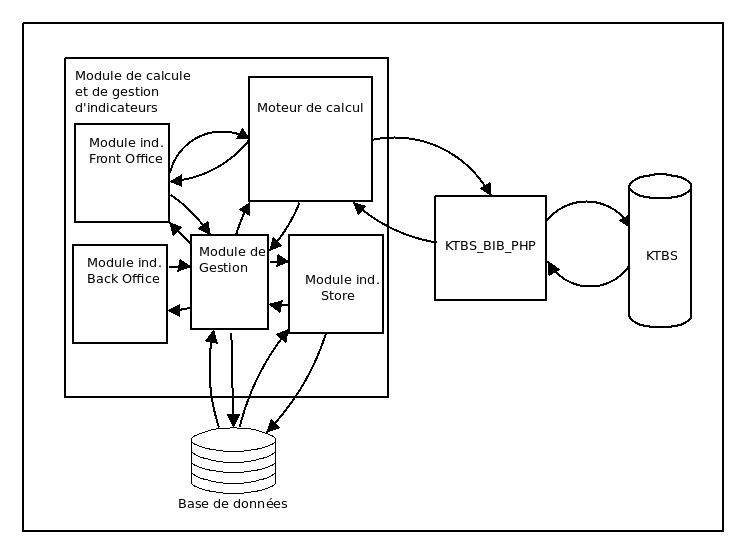 Module de calcule
et de gestion
d'indicateurs
Moteur de calcul
Module ind.
Front Office
Module de
Gestion
Module ind.
Back Office
Module ind.
Store
KTBS_BIB_PHP
KTBS
Base de données